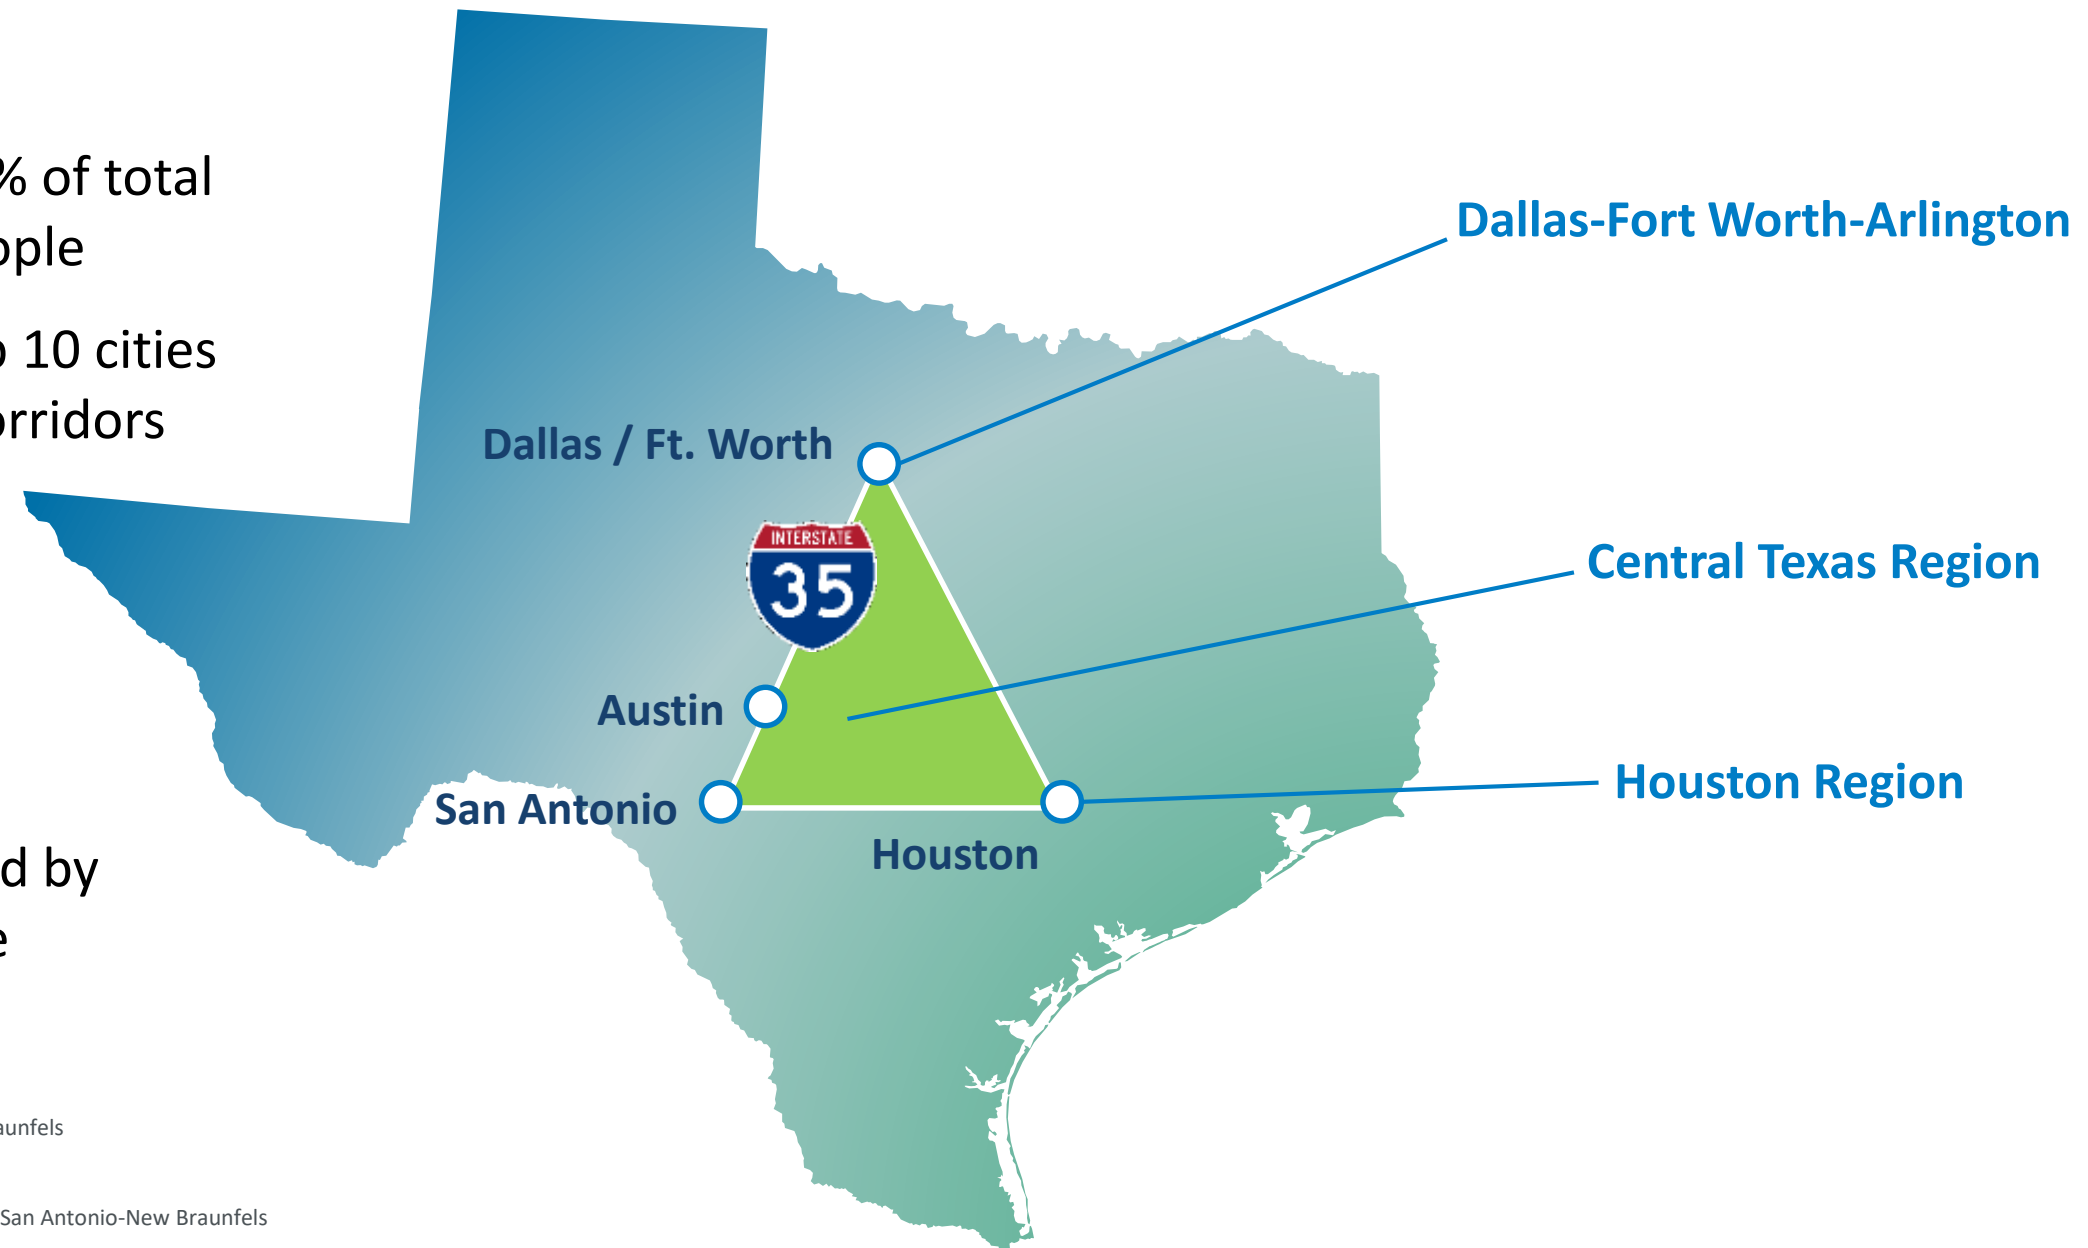 % of total
ople
o 10 cities
orridors
d by
e
aunfels
San Antonio-New Braunfels
Dallas-Fort Worth-Arlington
Dallas / Ft. Worth
INTERSTATE
35
Central Texas Region
Austin
San Antonio
Houston Region
Houston